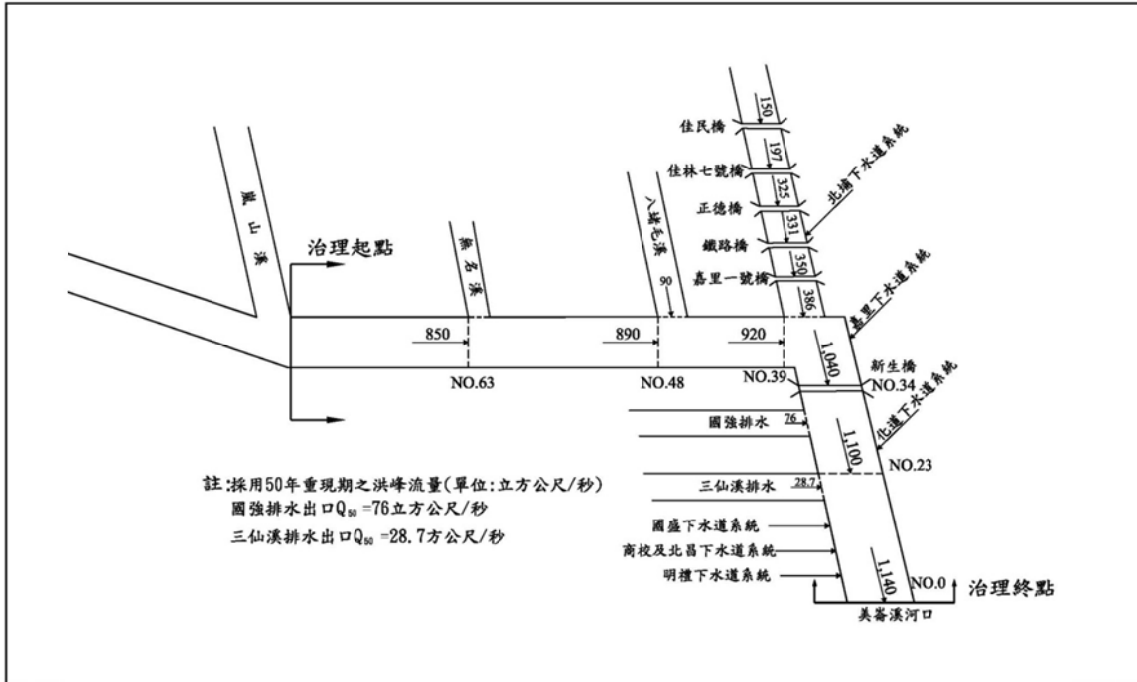 150
佳民橋
197
佳林七號橋
325
北埔下水道系統
正德橋
331
鐵路橋
350
嘉里一號橋
386
嵐山溪
治理起點
無名溪
八堵毛溪
90
嘉里下水道系統
850
890
920
1,040
新生橋
NO.63
NO.48
NO.39
NO.34
化道下水道系統
國強排水
76
1,100
NO.23
三仙溪排水
28.7
註:採用50年重現期之洪峰流量(單位:立方公尺/秒)
國強排水出口Q50 =76立方公尺/秒
三仙溪排水出口Q50 =28.7方公尺/秒
國盛下水道系統
商校及北昌下水道系統
明禮下水道系統
1,140
NO.0
治理終點
美崙溪河口